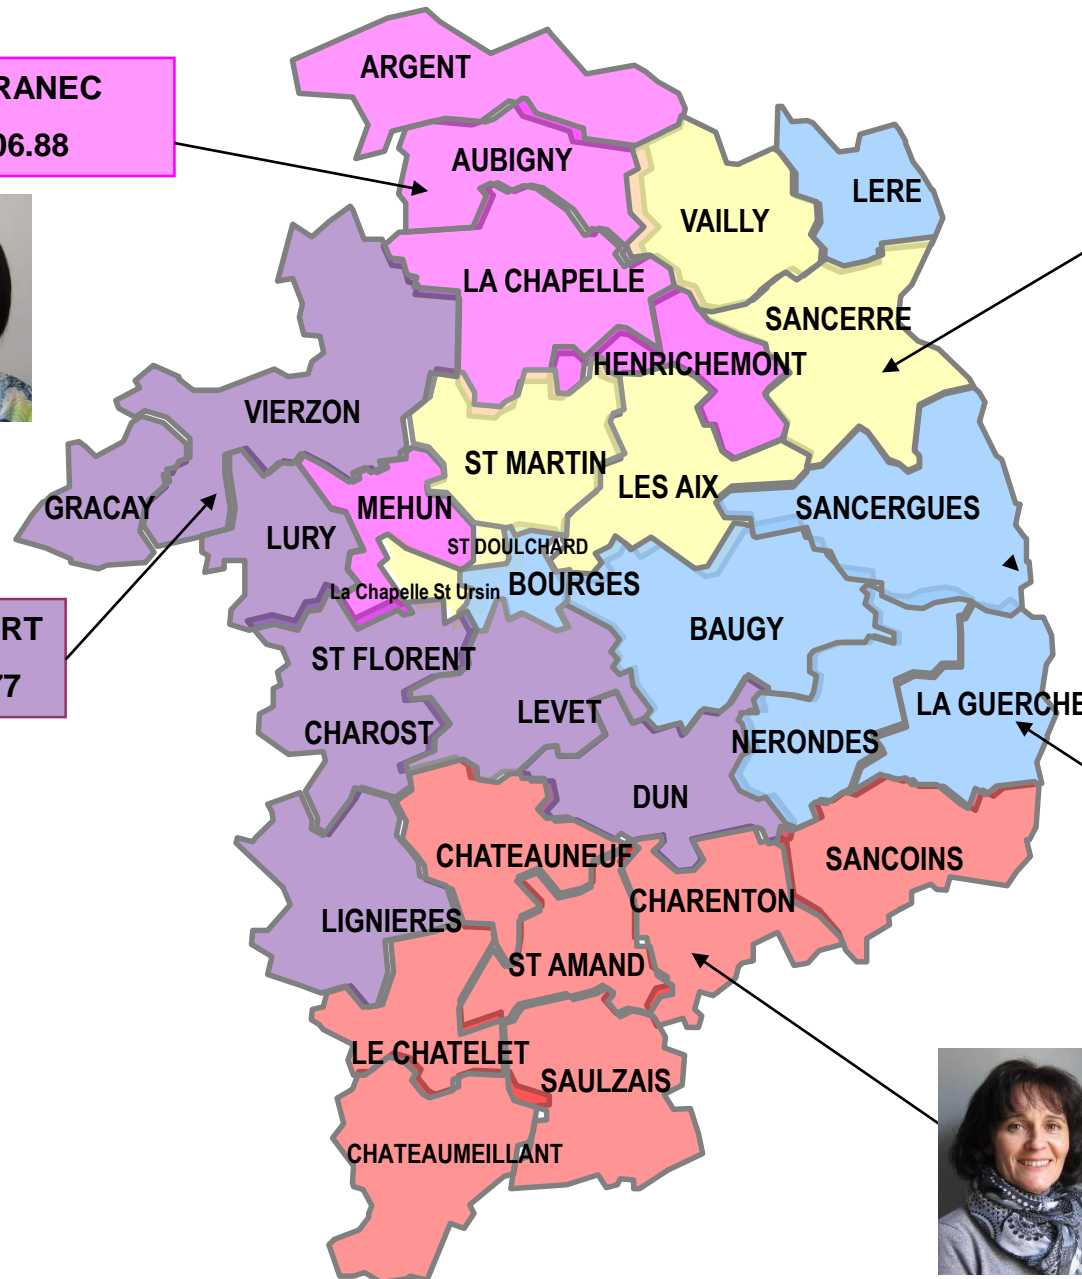 ARGENT
RANEC
06.88
AUBIGNY
LERE
VAILLY
LA CHAPELLE
SANCERRE
HENRICHEMONT
VIERZON
ST MARTIN
LES AIX
GRACAY
MEHUN
SANCERGUES
LURY
ST DOULCHARD
BOURGES
La Chapelle St Ursin
RT
77
BAUGY
ST FLORENT
LEVET
LA GUERCHE
CHAROST
NERONDES
DUN
CHATEAUNEUF
SANCOINS
CHARENTON
LIGNIERES
ST AMAND
LE CHATELET
SAULZAIS
CHATEAUMEILLANT